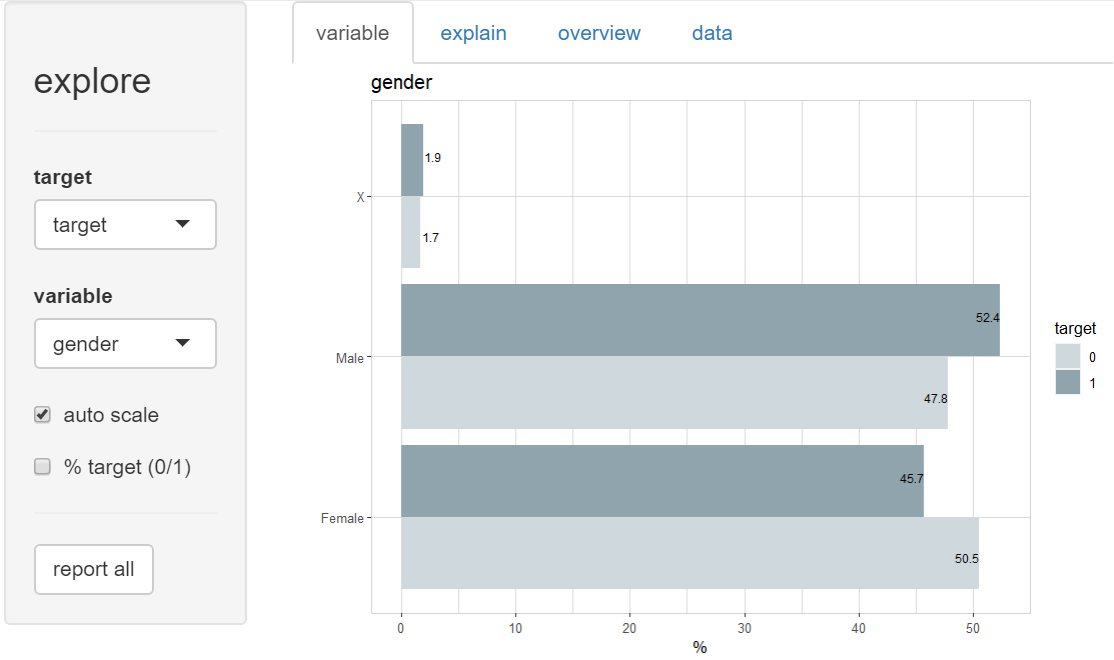 explore
target
target
variable
gender
auto scale
% target (0/1)
report all
variable explain overview data
gender
X
1.9
1.7
Male
52.4
47.8
Female
45.7
50.5
0 10 20 30 40 50
%
target
0
1